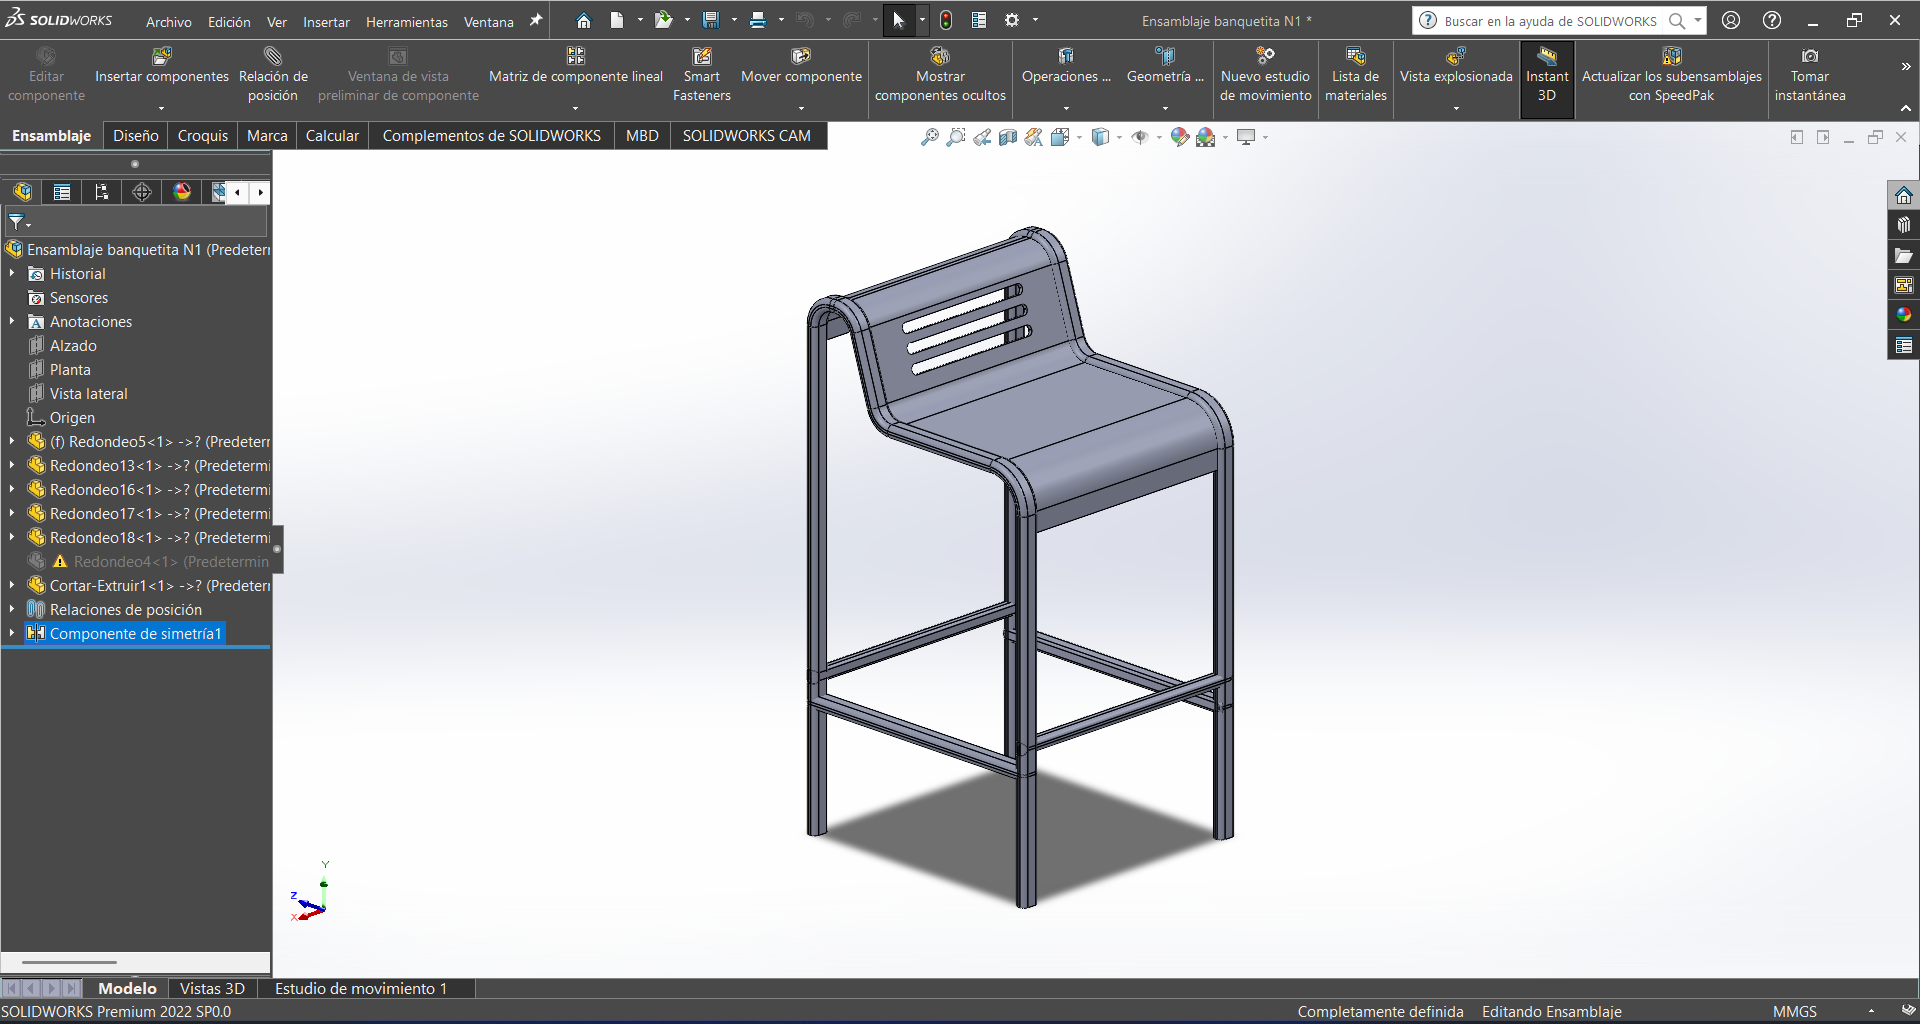 SOLIDWORKS
Archivo Edición Ver Insertar Herramientas Ventana
Ensamblaje banquetita N1 *
Buscar en la ayuda de SOLIDWORKS
Editar componente
Insertar componentes
Relación de posición
Ventana de vista preliminar de componente
Matriz de componente lineal
Smart Fasteners
Mover componente
Mostrar componentes ocultos
Operaciones ...
Geometría ...
Nuevo estudio de movimiento
Lista de materiales
Vista explosionada
Instant 3D
Actualizar los subensamblajes con SpeedPak
Tomar instantánea
Ensamblaje Diseño Croquis Marca Calcular Complementos de SOLIDWORKS MBD SOLIDWORKS CAM
Ensamblaje banquetita N1 (Predeterr
Historial
Sensores
Anotaciones
Alzado
Planta
Vista lateral
Origen
(f) Redondeo5<1> ->? (Predeterr
Redondeo13<1> ->? (Predetermi
Redondeo16<1> ->? (Predetermi
Redondeo17<1> ->? (Predetermi
Redondeo18<1> ->? (Predetermi
Redondeo4<1> (Predetermin
Cortar-Extruir1<1> ->? (Predeterr
Relaciones de posición
Componente de simetría1
Y
Z
X
Modelo Vistas 3D Estudio de movimiento 1
SOLIDWORKS Premium 2022 SP0.0
Completamente definida Editando Ensamblaje MMGS